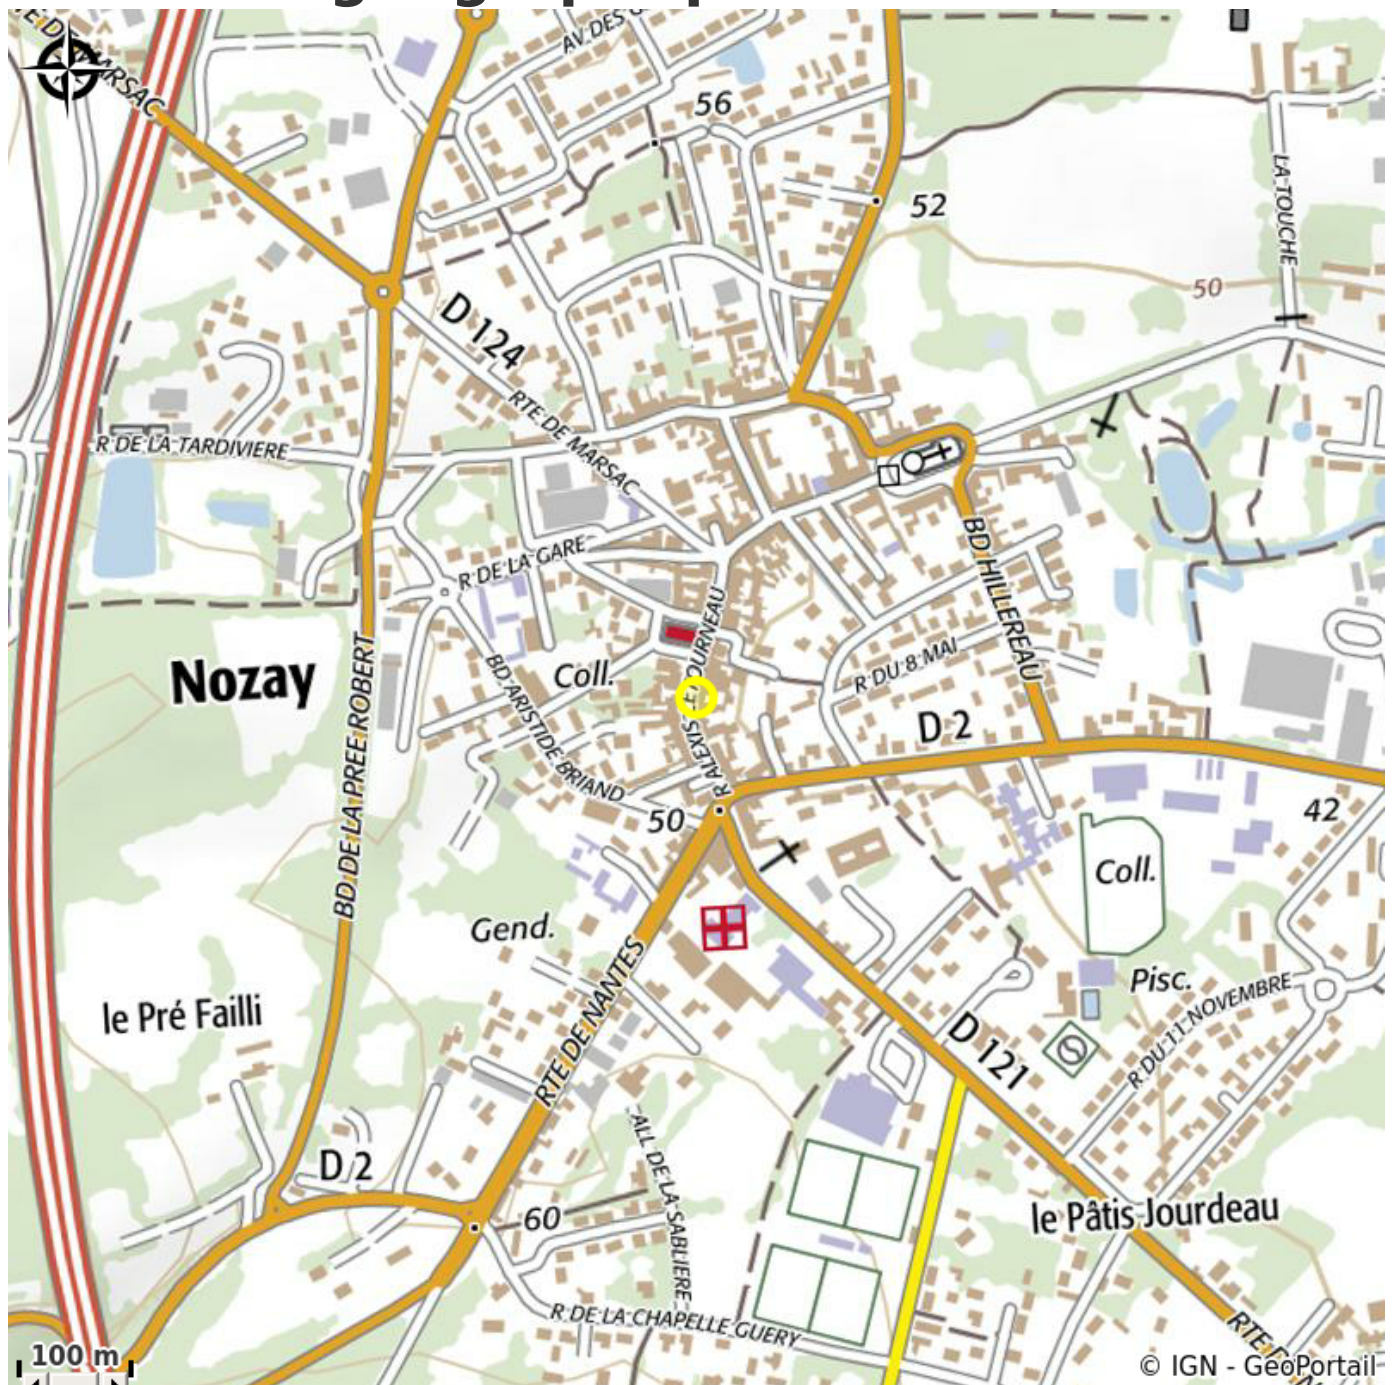 E DE MARSAC
AV DES G
56
52
LA TOUCHE
50
D 124
RTE DE MARSAC
R DE LA TARDIVIERE
R DE LA GARE
BD HILLEREAU
R ALEXIS LETOURNEAU
Nozay
Coll.
R DU 8 MAI
BD DE LA PREE ROBERT
BD ARISTIDE BRIAND
D 2
50
42
Coll.
Gend.
Pisc.
le Pré Failli
RTE DE NANTES
R DU 11 NOVEMBRE
D 121
ALL DE LA SABLIERE
D 2
60
le Pâtis Jourdeau
R DE LA CHAPELLE GUERY
RTE D
100 m
© IGN - GeoPortail